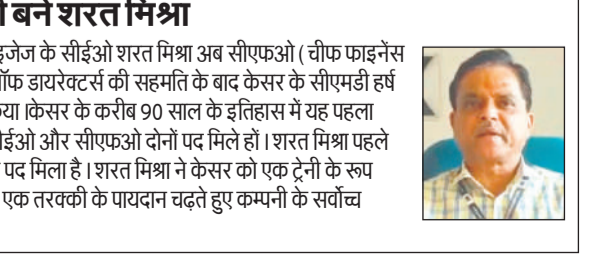 बने शरत मिश्रा
इजेज के सीईओ शरत मिश्रा अब सीएफओ ( चीफ फाइनेंस
ऑफ डायरेक्टर्स की सहमति के बाद केसर के सीएमडी हर्ष
कया ।केसर के करीब 90 साल के इतिहास में यह पहला
ीईओ और सीएफओ दोनों पद मिले हों । शरत मिश्रा पहले
पद मिला है । शरत मिश्रा ने केसर को एक ट्रेनी के रूप
एक तरक्की के पायदान चढ़ते हुए कम्पनी के सर्वोच्च